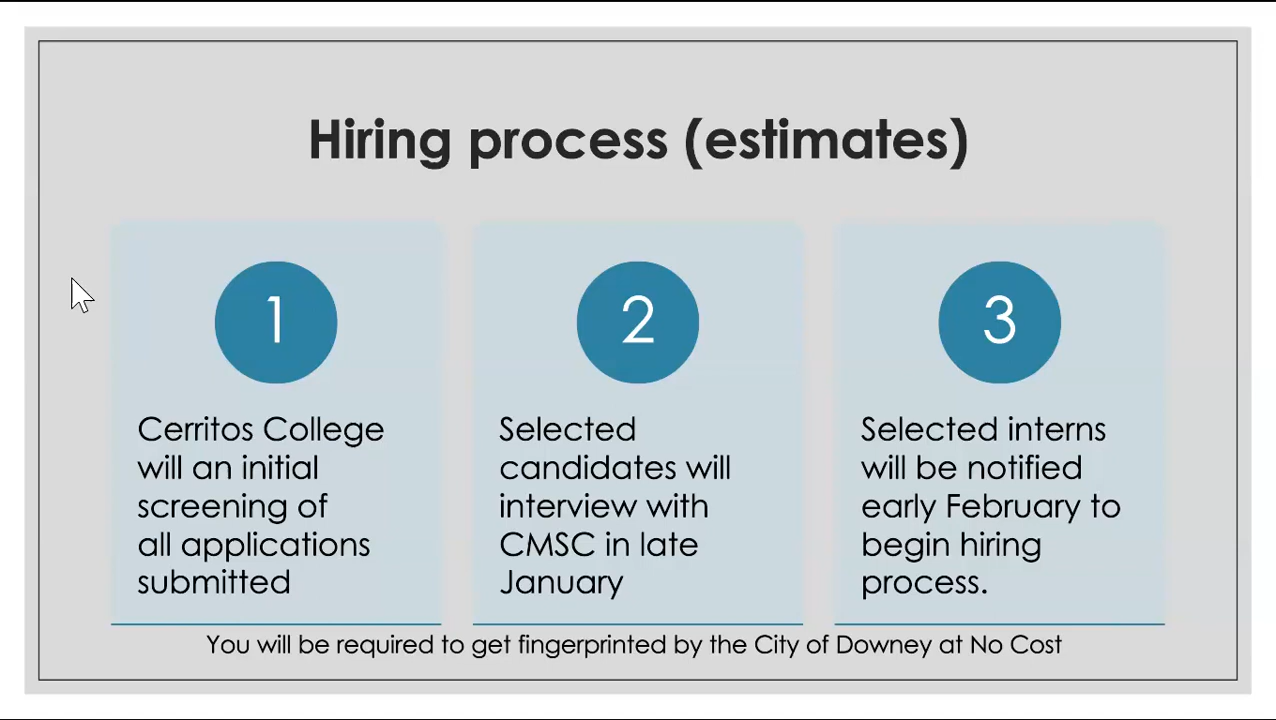 Hiring process (estimates)
1
Cerritos College
will an initial
screening of
all applications
submitted
2
Selected
candidates will
interview with
CMSC in late
January
3
Selected interns
will be notified
early February to
begin hiring
process.
You will be required to get fingerprinted by the City of Downey at No Cost